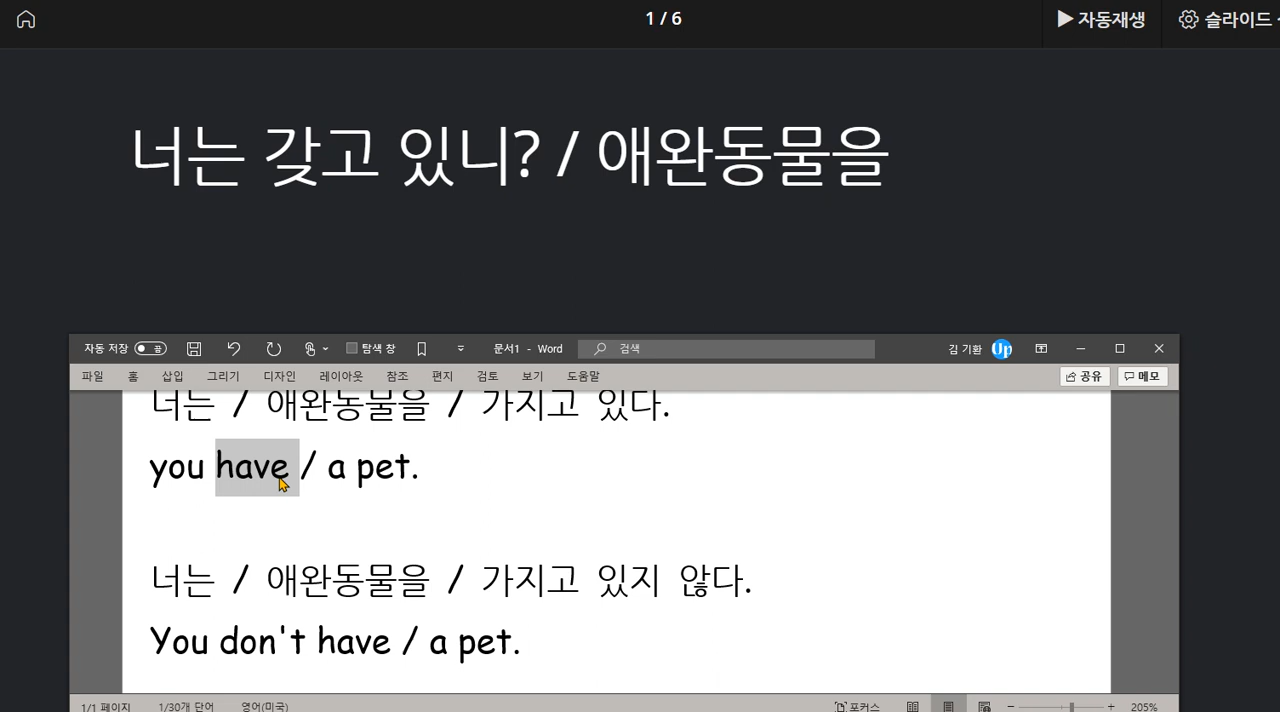 1 / 6
▶ 자동재생
슬라이드
너는 갖고 있니? / 애완동물을
자동 저장 끔 탐색 창 문서1 - Word 검색 김 기환 Up
파일 홈 삽입 그리기 디자인 레이아웃 참조 편지 검토 보기 도움말 공유 메모
너는 / 애완동물을 / 가지고 있다.
you have / a pet.
너는 / 애완동물을 / 가지고 있지 않다.
You don't have / a pet.
1/1 페이지 1/30개 단어 영어(미국) 포커스 - + 205%